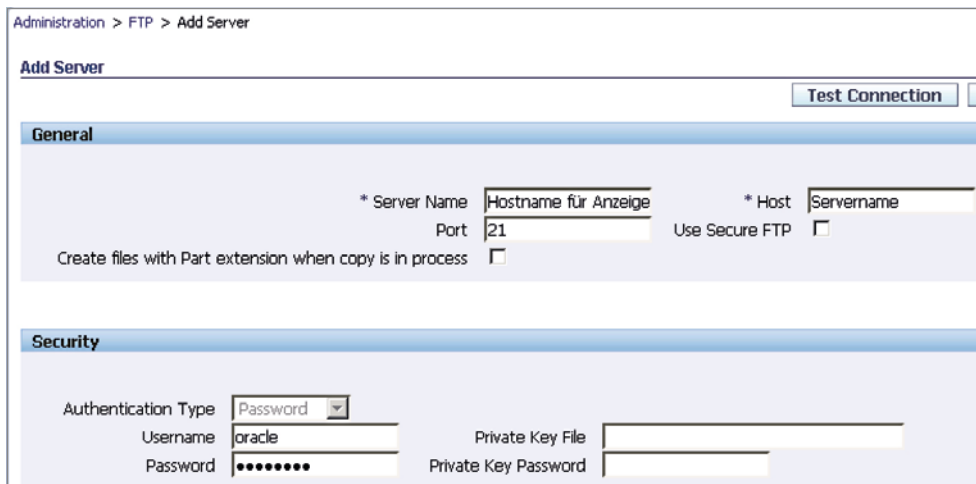 Administration > FTP > Add Server
Add Server
Test Connection
General
* Server Name Hostname für Anzeige * Host Servername
Port 21 Use Secure FTP
Create files with Part extension when copy is in process
Security
Authentication Type Password
Username oracle Private Key File
Password •••••••• Private Key Password